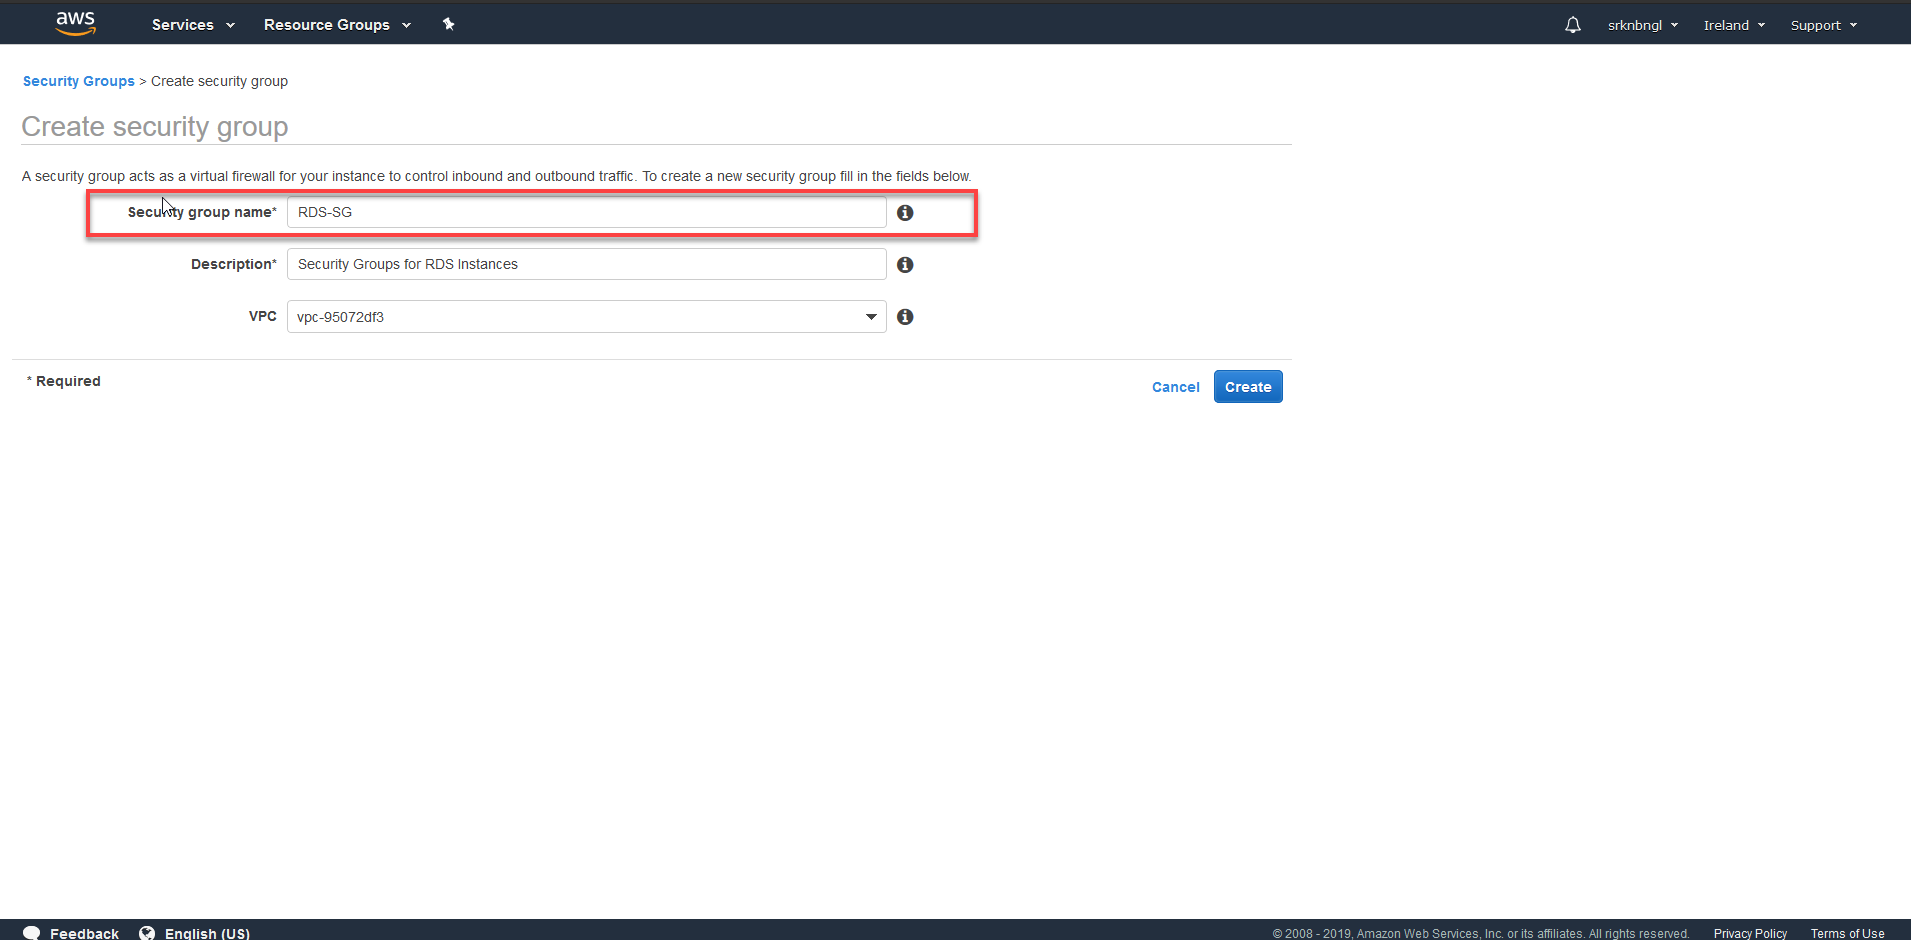 aws Services Resource Groups srknbngl Ireland Support
Security Groups > Create security group
Create security group
A security group acts as a virtual firewall for your instance to control inbound and outbound traffic. To create a new security group fill in the fields below.
Security group name* RDS-SG
Description* Security Groups for RDS Instances
VPC vpc-95072df3
* Required
Cancel Create
Feedback English (US) © 2008 - 2019, Amazon Web Services, Inc. or its affiliates. All rights reserved. Privacy Policy Terms of Use